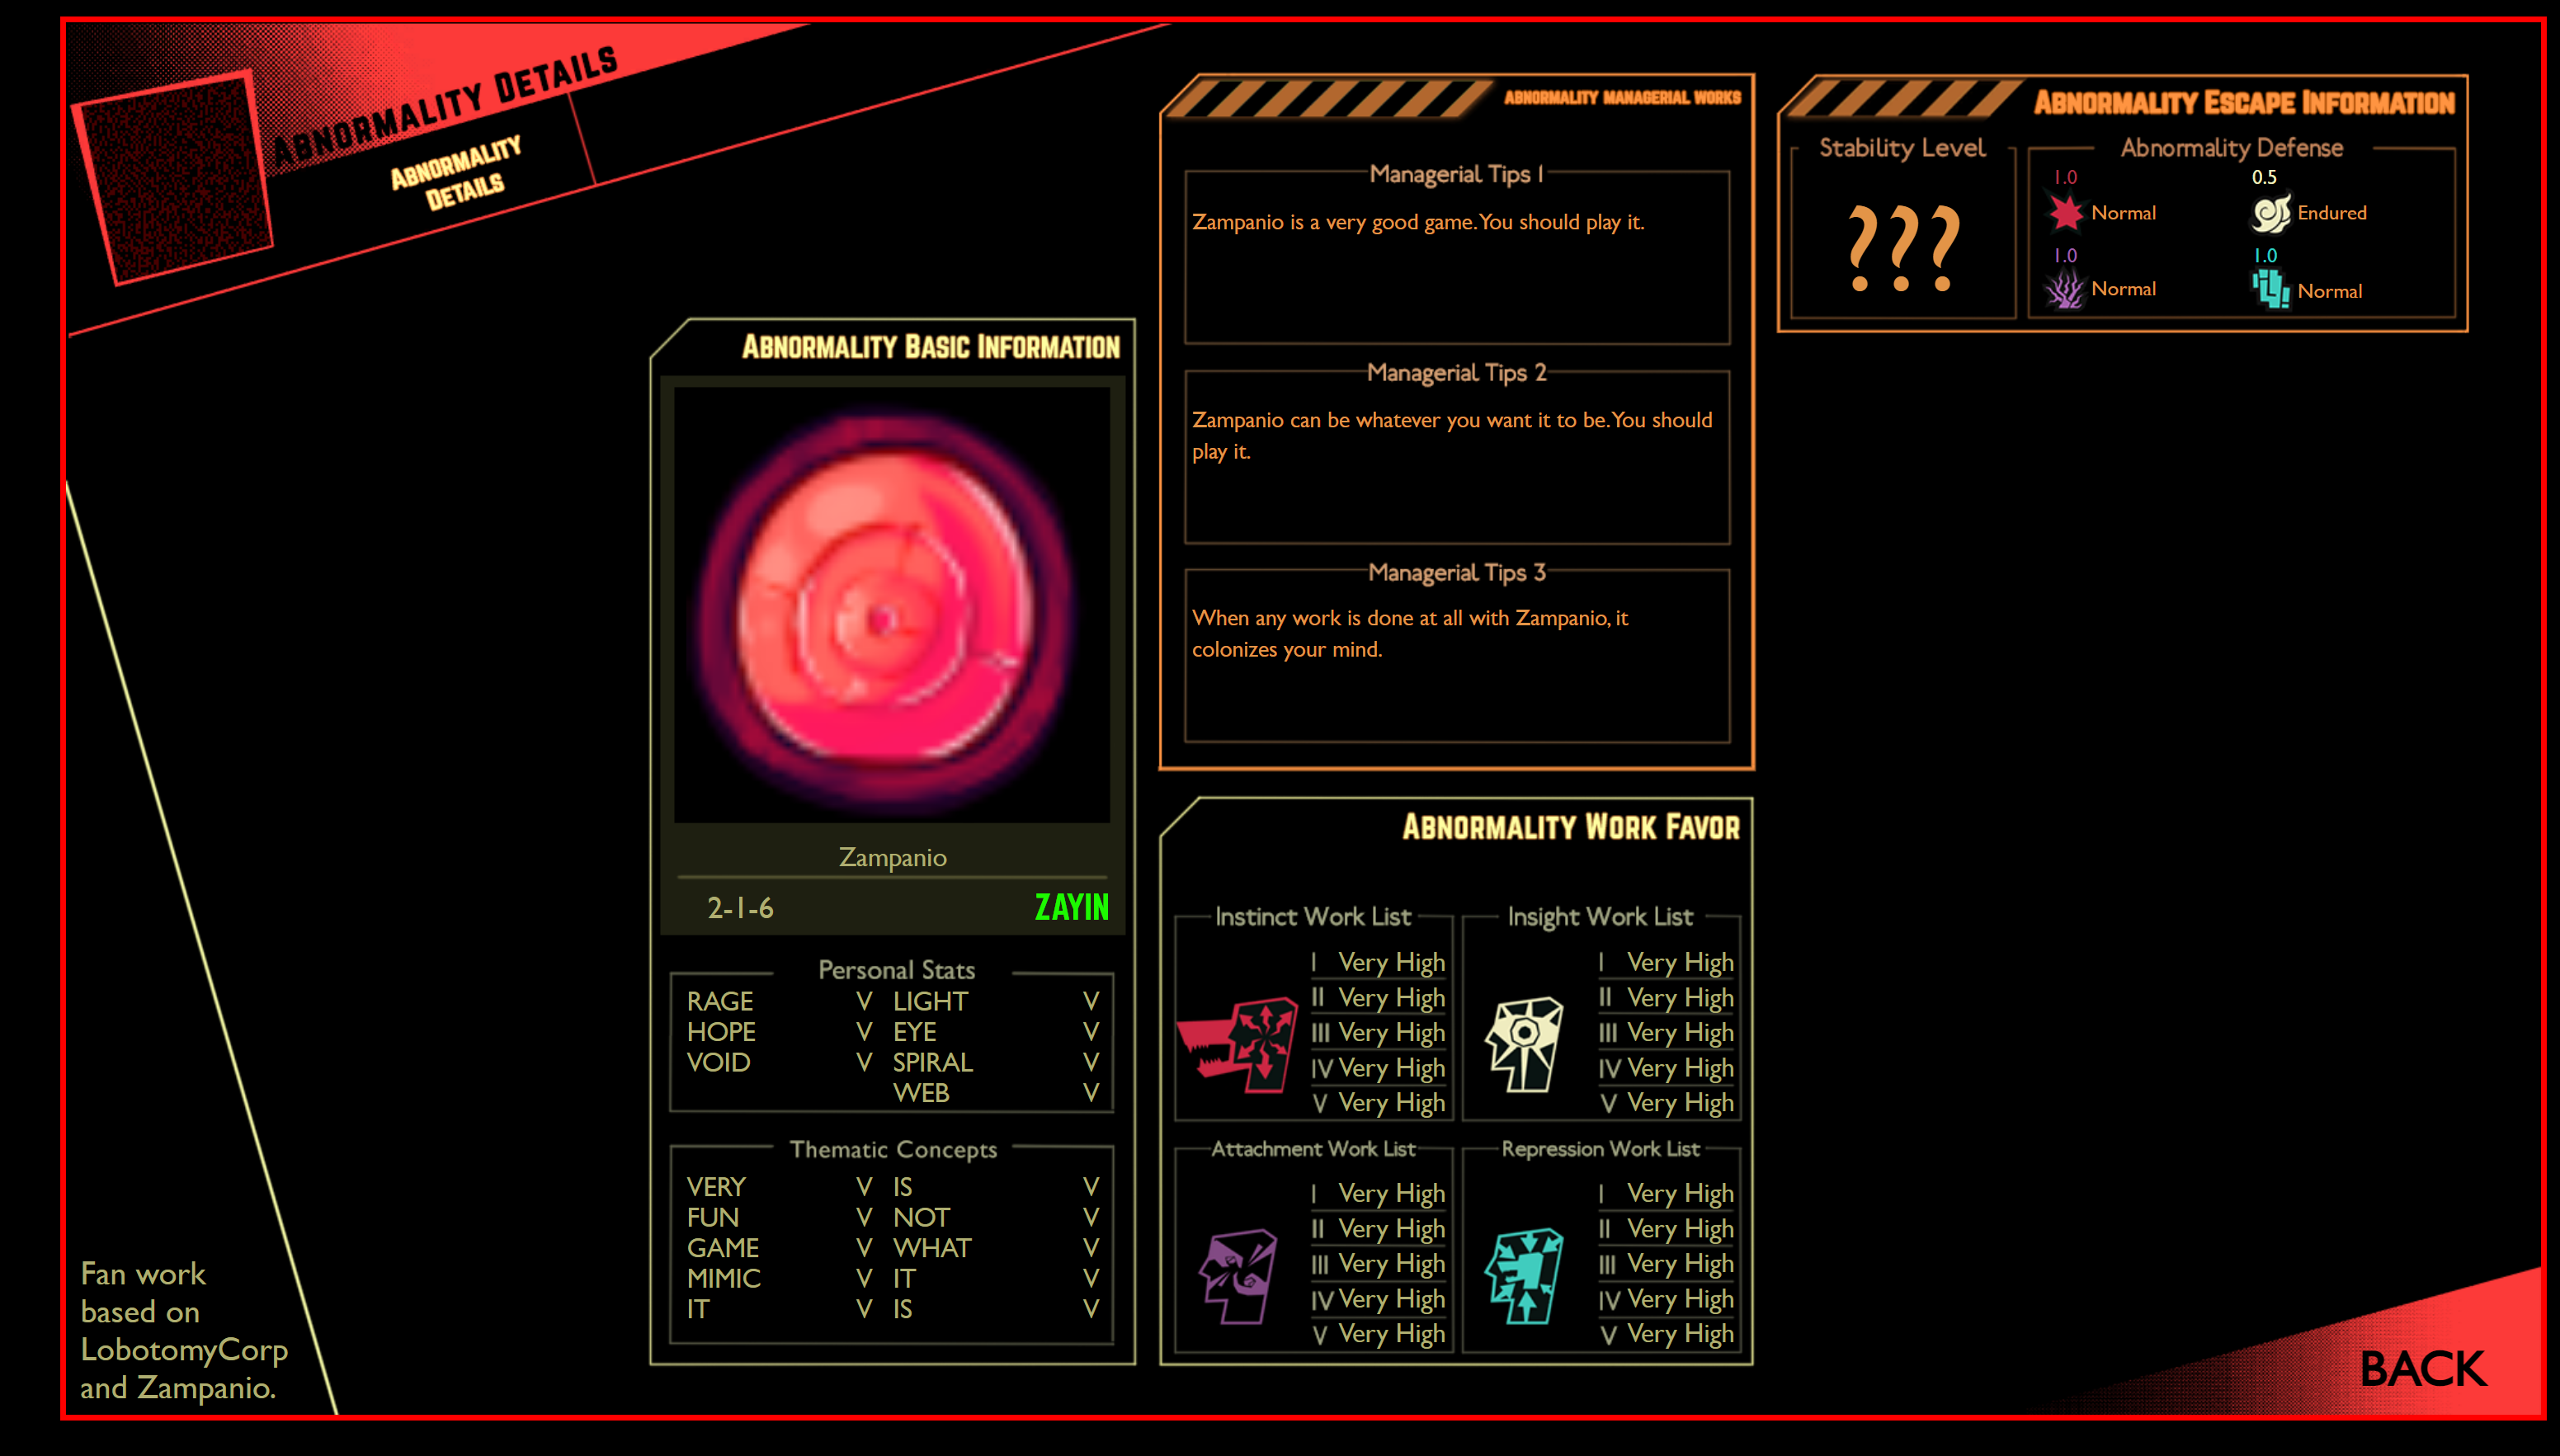 ABNORMALITY DETAILS
ABNORMALITY
DETAILS
ABNORMALITY BASIC INFORMATION
Zampanio
2-1-6 ZAYIN
Personal Stats
RAGE V LIGHT V
HOPE V EYE V
VOID V SPIRAL V
WEB V
Thematic Concepts
VERY V IS V
FUN V NOT V
GAME V WHAT V
MIMIC V IT V
IT V IS V
ABNORMALITY MANAGERIAL WORKS
Managerial Tips 1
Zampanio is a very good game. You should play it.
Managerial Tips 2
Zampanio can be whatever you want it to be. You should
play it.
Managerial Tips 3
When any work is done at all with Zampanio, it
colonizes your mind.
ABNORMALITY WORK FAVOR
Instinct Work List
I Very High
II Very High
III Very High
IV Very High
V Very High
Insight Work List
I Very High
II Very High
III Very High
IV Very High
V Very High
Attachment Work List
I Very High
II Very High
III Very High
IV Very High
V Very High
Repression Work List
I Very High
II Very High
III Very High
IV Very High
V Very High
ABNORMALITY ESCAPE INFORMATION
Stability Level
???
Abnormality Defense
1.0
Normal
0.5
Endured
1.0
Normal
1.0
Normal
Fan work
based on
LobotomyCorp
and Zampanio.
BACK